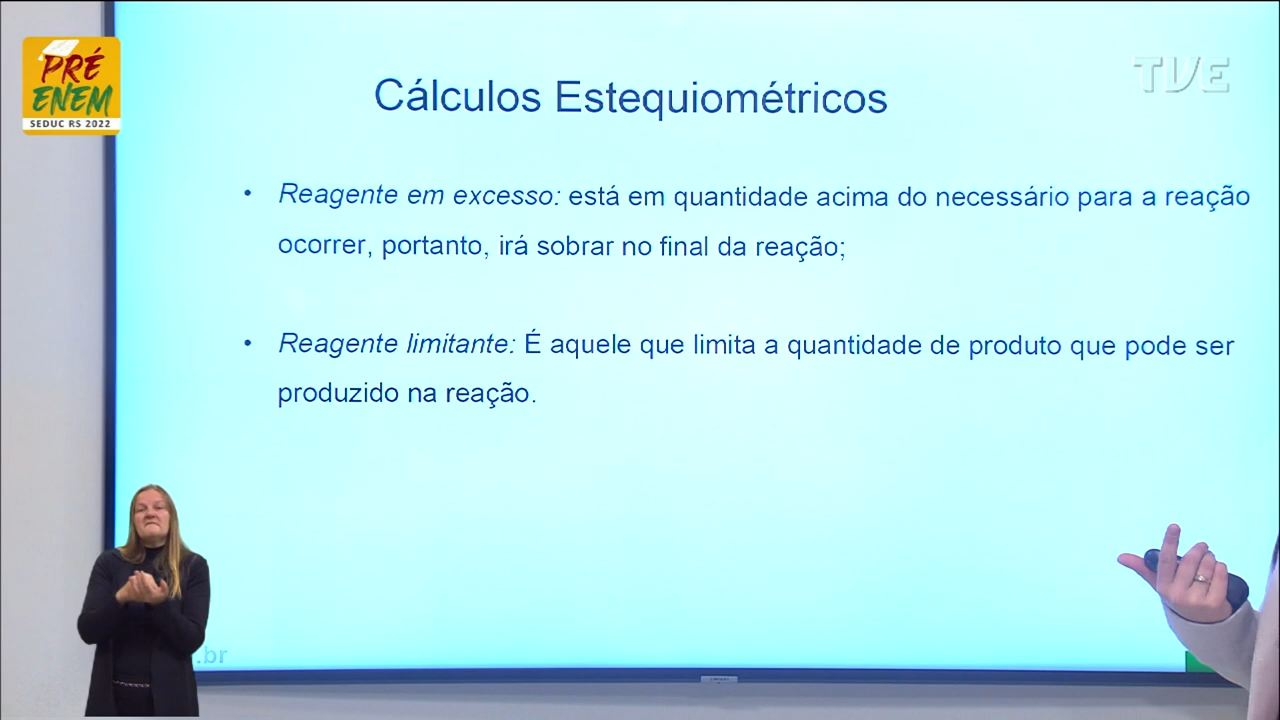 PRÉ
ENEM
SEDUC RS 2022
TVE
Cálculos Estequiométricos
• Reagente em excesso: está em quantidade acima do necessário para a reação
ocorrer, portanto, irá sobrar no final da reação;
• Reagente limitante: É aquele que limita a quantidade de produto que pode ser
produzido na reação.
.br